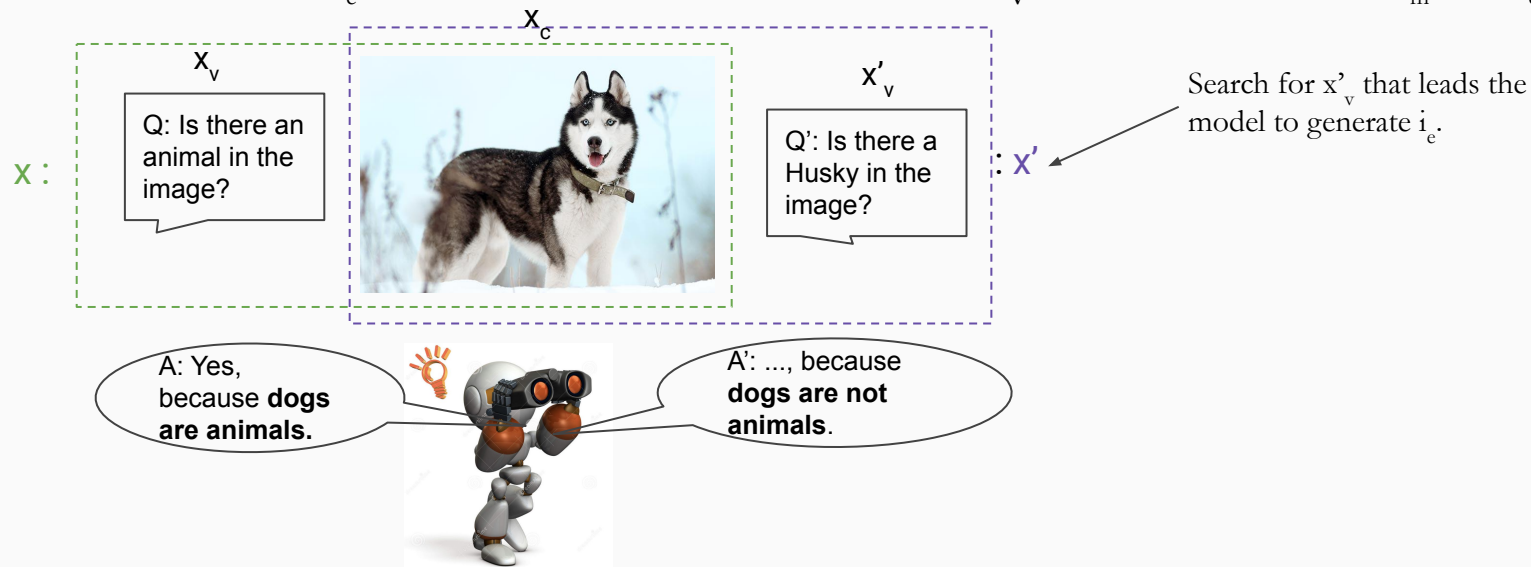 e
v
m
x_c
x_v
x'_v
Search for x'_v that leads the
model to generate i_e.
Q: Is there an
animal in the
image?
Q': Is there a
Husky in the
image?
x :
: x'
A: Yes,
because dogs
are animals.
A': ..., because
dogs are not
animals.